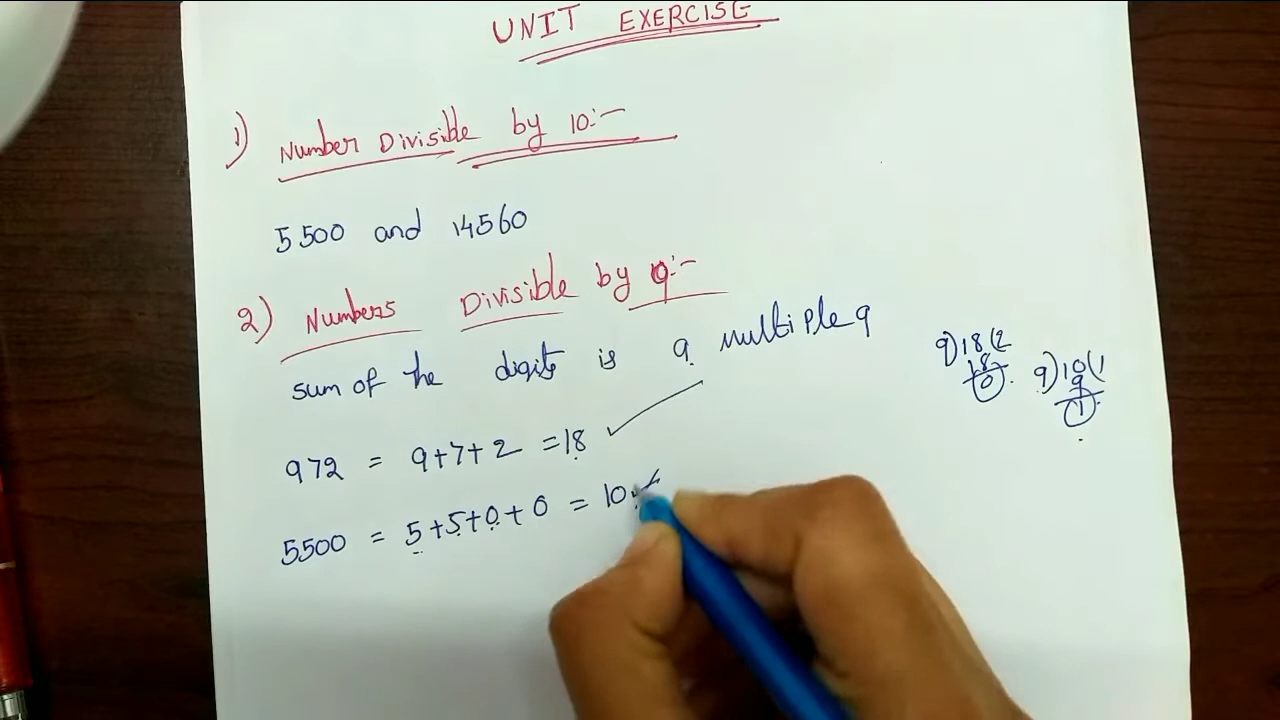 UNIT EXERCISE
1) Number Divisible by 10:-
5500 and 14560
2) Numbers Divisible by 9:-
sum of the digits is a multiple 9
9)18(2
18
0
9)10(1
9
1
972 = 9+7+2 = 18 ✓
5500 = 5+5+0+0 = 10